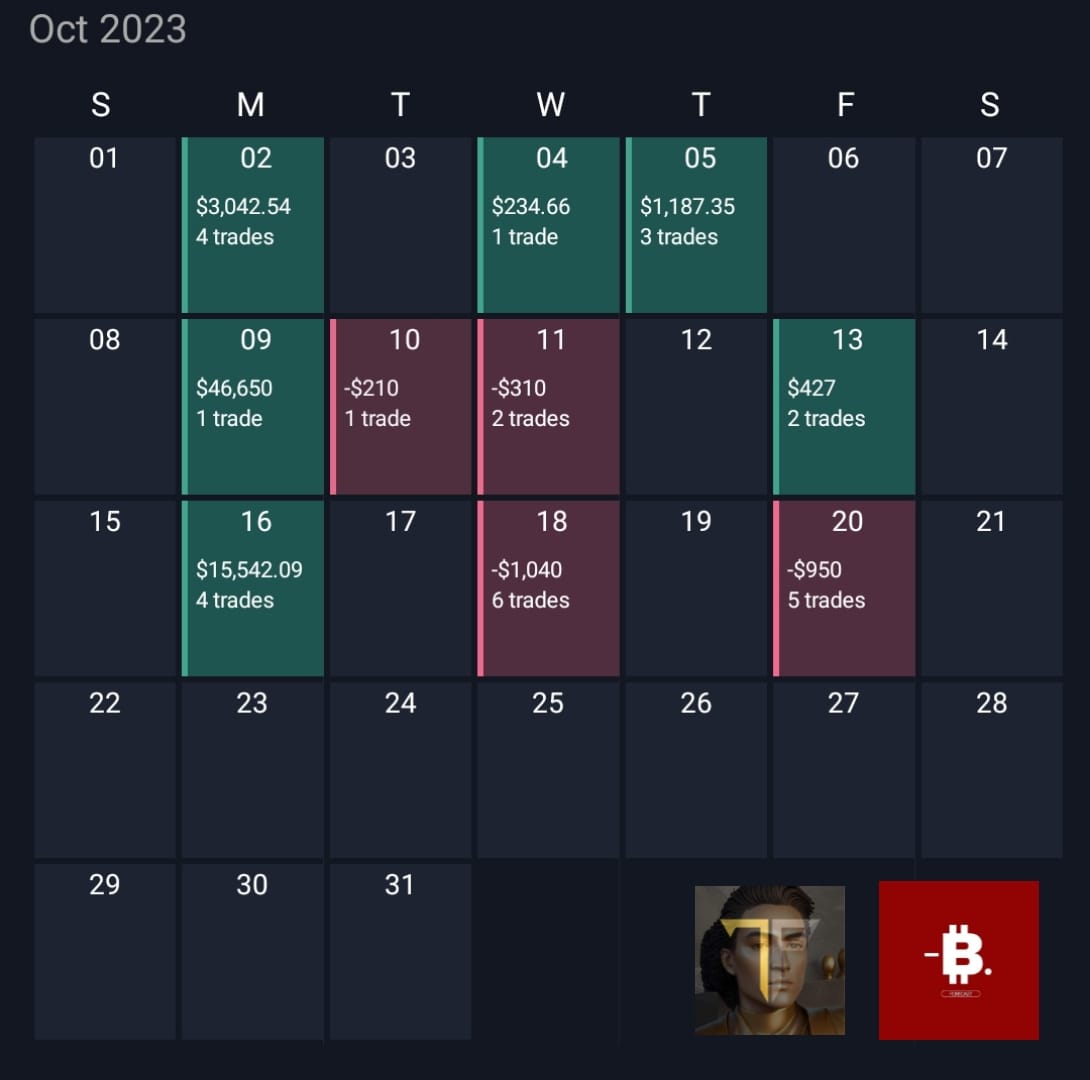 Oct 2023
S M T W T F S
01 02 03 04 05 06 07
$3,042.54 $234.66 $1,187.35
4 trades 1 trade 3 trades
08 09 10 11 12 13 14
$46,650 -$210 -$310 $427
1 trade 1 trade 2 trades 2 trades
15 16 17 18 19 20 21
$15,542.09 -$1,040 -$950
4 trades 6 trades 5 trades
22 23 24 25 26 27 28
29 30 31
TF
-B.